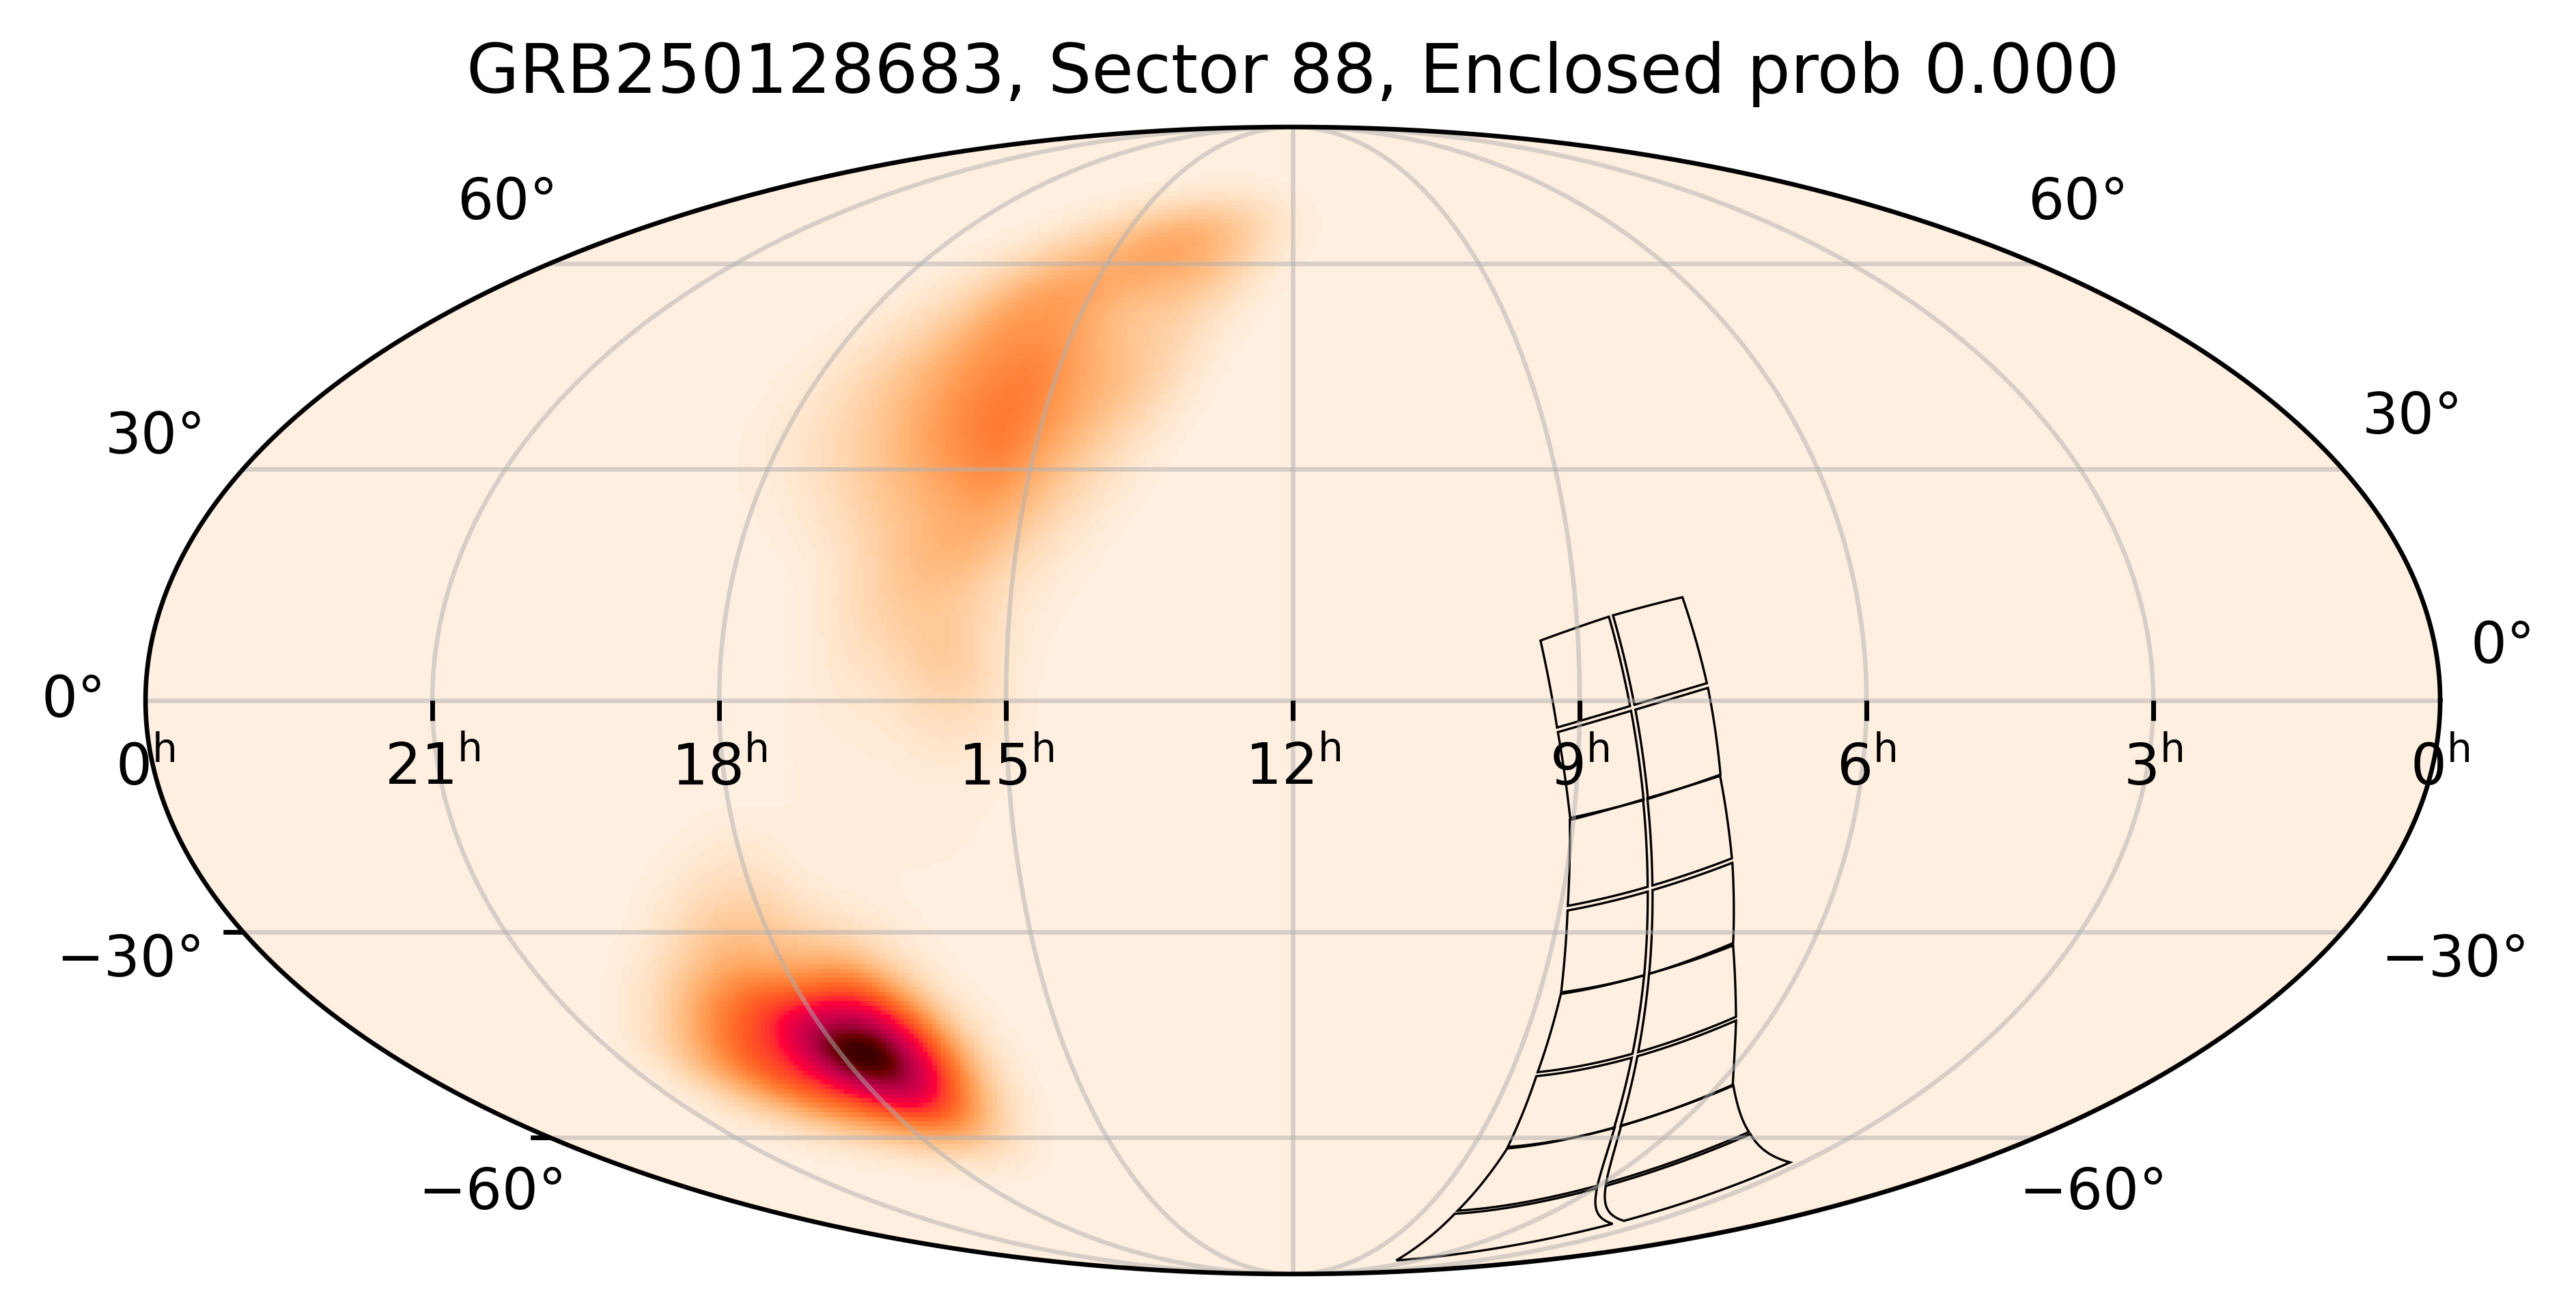 GRB250128683, Sector 88, Enclosed prob 0.000
60° 60°
30° 30°
0° 0°
0ʰ 21ʰ 18ʰ 15ʰ 12ʰ 9ʰ 6ʰ 3ʰ 0ʰ
−30° −30°
−60° −60°